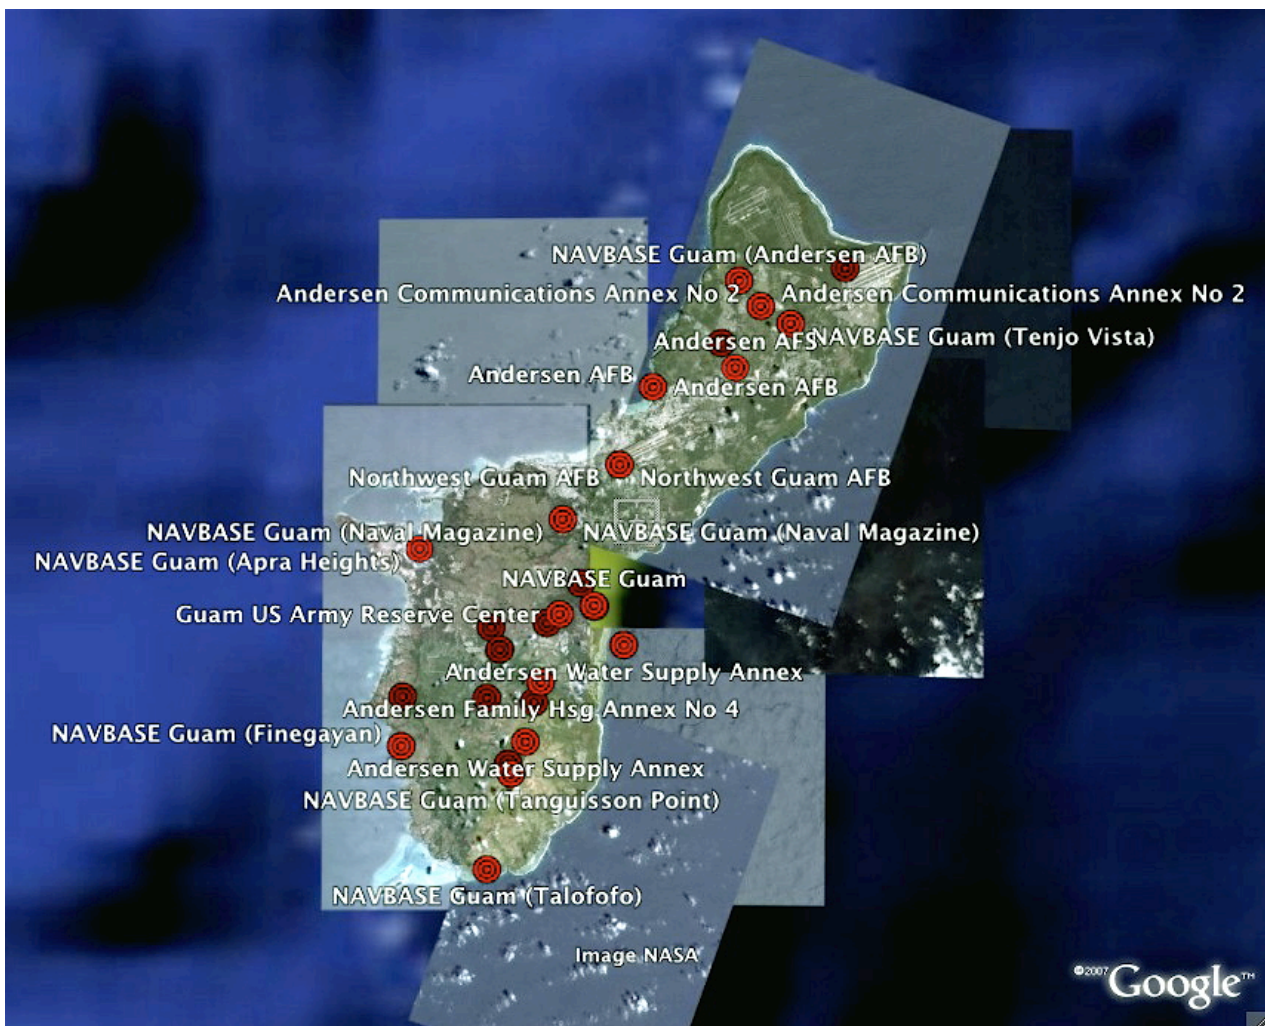 NAVBASE Guam (Andersen AFB)
Andersen Communications Annex No 2
Andersen Communications Annex No 2
NAVBASE Guam (Tenjo Vista)
Andersen AFS
Andersen AFB
Andersen AFB
Northwest Guam AFB
Northwest Guam AFB
NAVBASE Guam (Naval Magazine)
NAVBASE Guam (Naval Magazine)
NAVBASE Guam (Apra Heights)
NAVBASE Guam
Guam US Army Reserve Center
Andersen Water Supply Annex
Andersen Family Hsg Annex No 4
NAVBASE Guam (Finegayan)
Andersen Water Supply Annex
NAVBASE Guam (Tanguisson Point)
NAVBASE Guam (Talofofo)
Image NASA
©2007 Google™